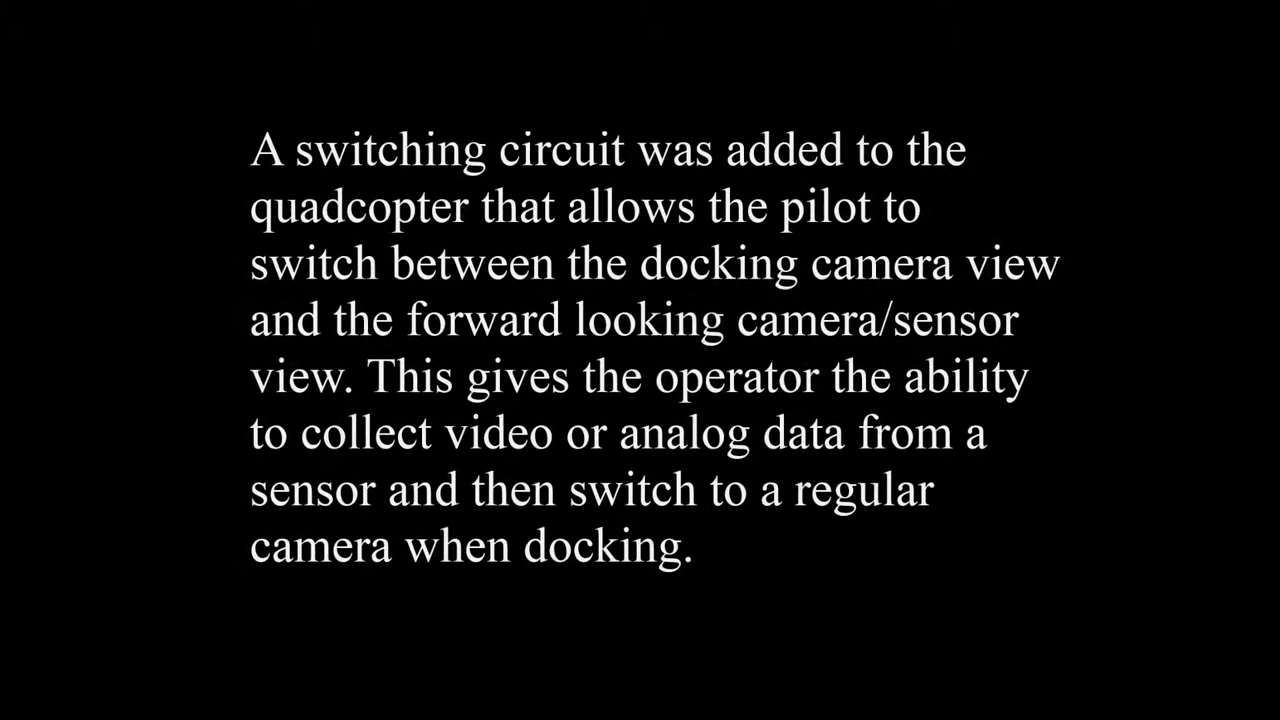 A switching circuit was added to the
quadcopter that allows the pilot to
switch between the docking camera view
and the forward looking camera/sensor
view. This gives the operator the ability
to collect video or analog data from a
sensor and then switch to a regular
camera when docking.